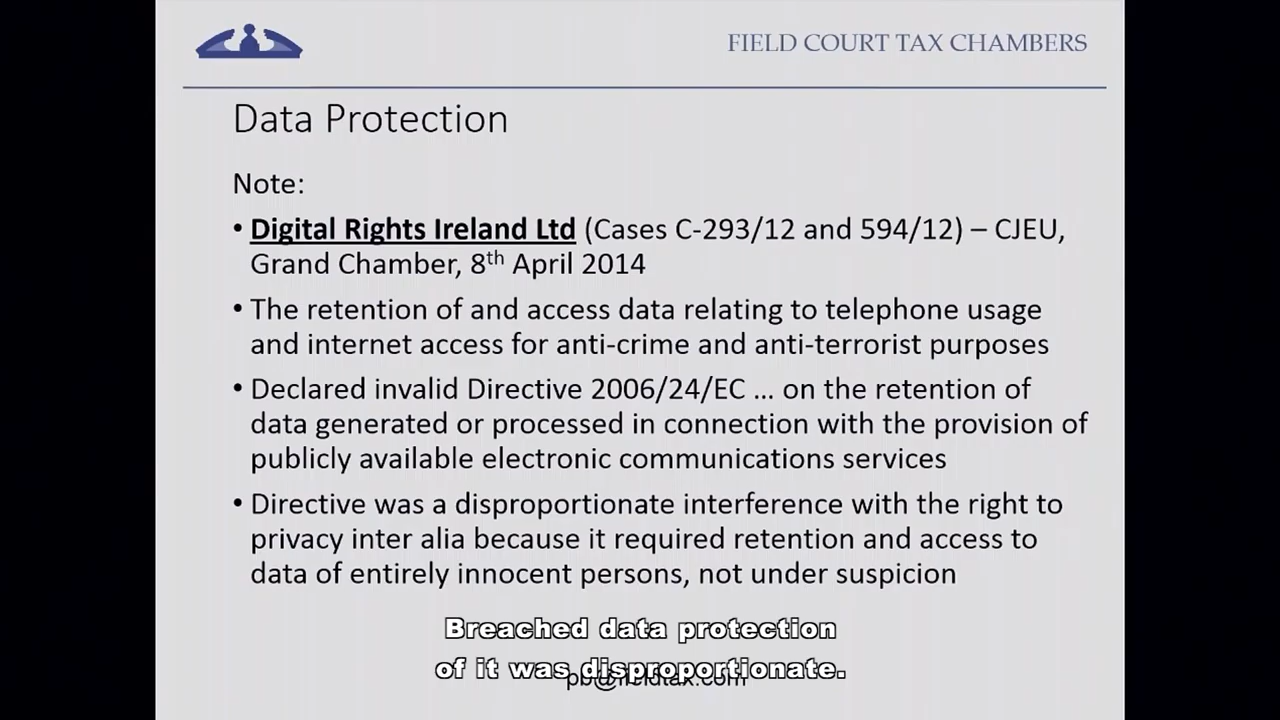 FIELD COURT TAX CHAMBERS
Data Protection
Note:
• Digital Rights Ireland Ltd (Cases C-293/12 and 594/12) – CJEU,
Grand Chamber, 8th April 2014
• The retention of and access data relating to telephone usage
and internet access for anti-crime and anti-terrorist purposes
• Declared invalid Directive 2006/24/EC ... on the retention of
data generated or processed in connection with the provision of
publicly available electronic communications services
• Directive was a disproportionate interference with the right to
privacy inter alia because it required retention and access to
data of entirely innocent persons, not under suspicion
Breached data protection
of it was disproportionate.
pb@fieldtax.com